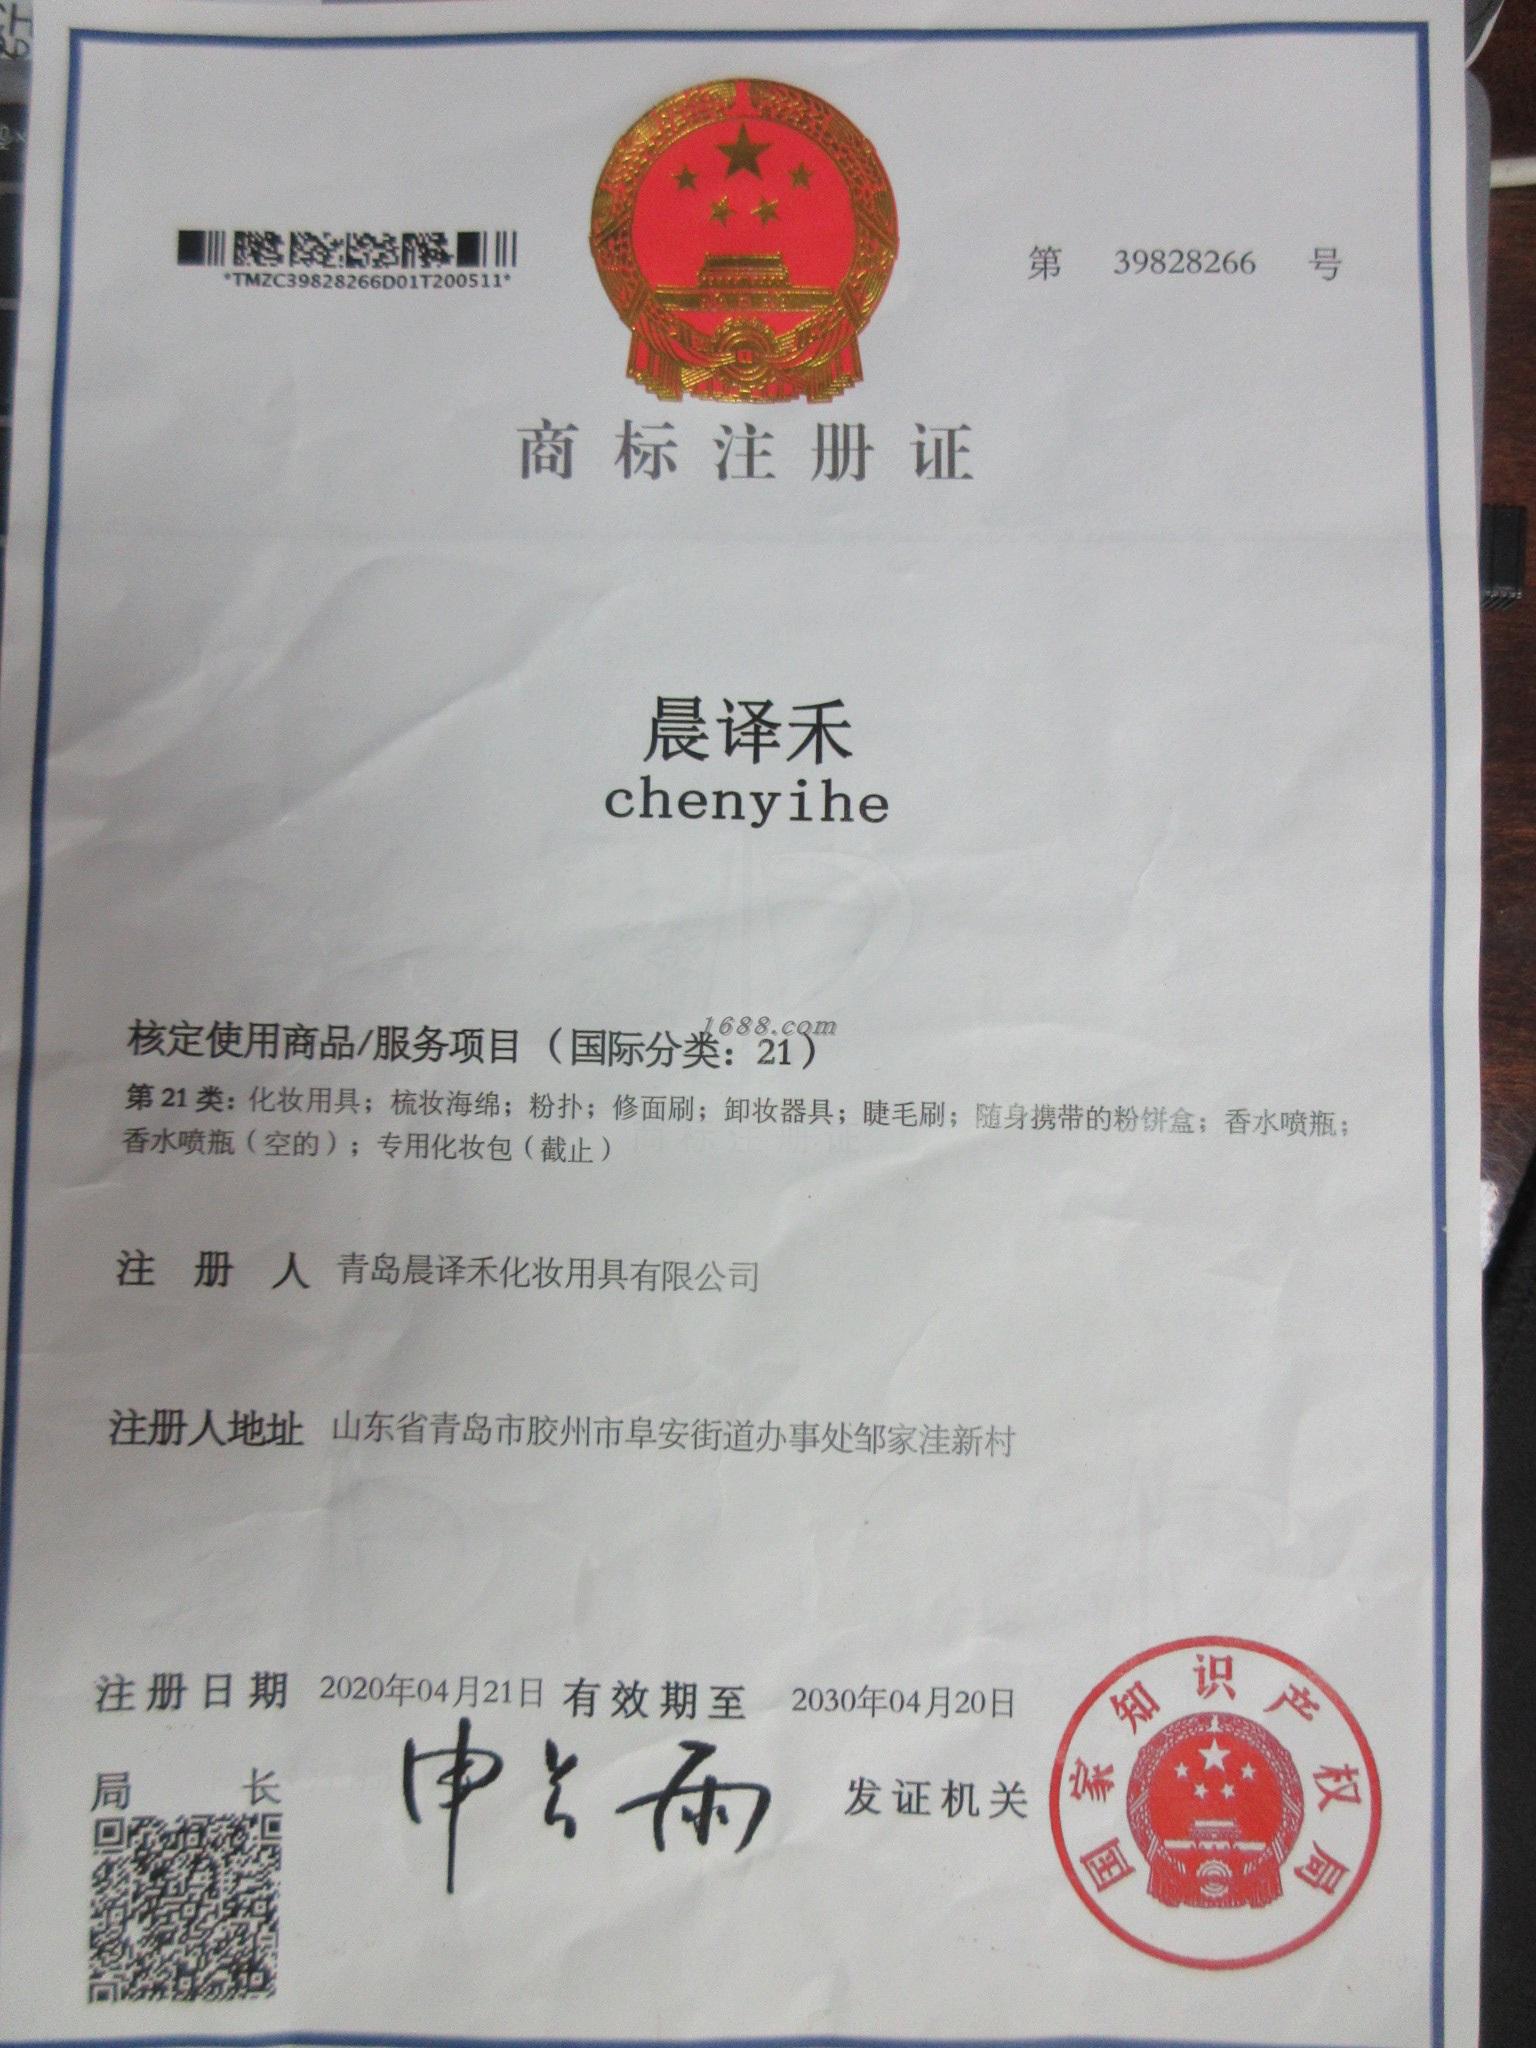 *TMZC39828266D01T200511*
第 39828266 号
商标注册证
晨译禾
chenyihe
1688.com
核定使用商品/服务项目（国际分类：21）
第21类：化妆用具；梳妆海绵；粉扑；修面刷；卸妆器具；睫毛刷；随身携带的粉饼盒；香水喷瓶；
香水喷瓶（空的）；专用化妆包（截止）
注册人 青岛晨译禾化妆用具有限公司
注册人地址 山东省青岛市胶州市阜安街道办事处邹家洼新村
注册日期 2020年04月21日 有效期至 2030年04月20日
局长 申长雨 发证机关
国家知识产权局